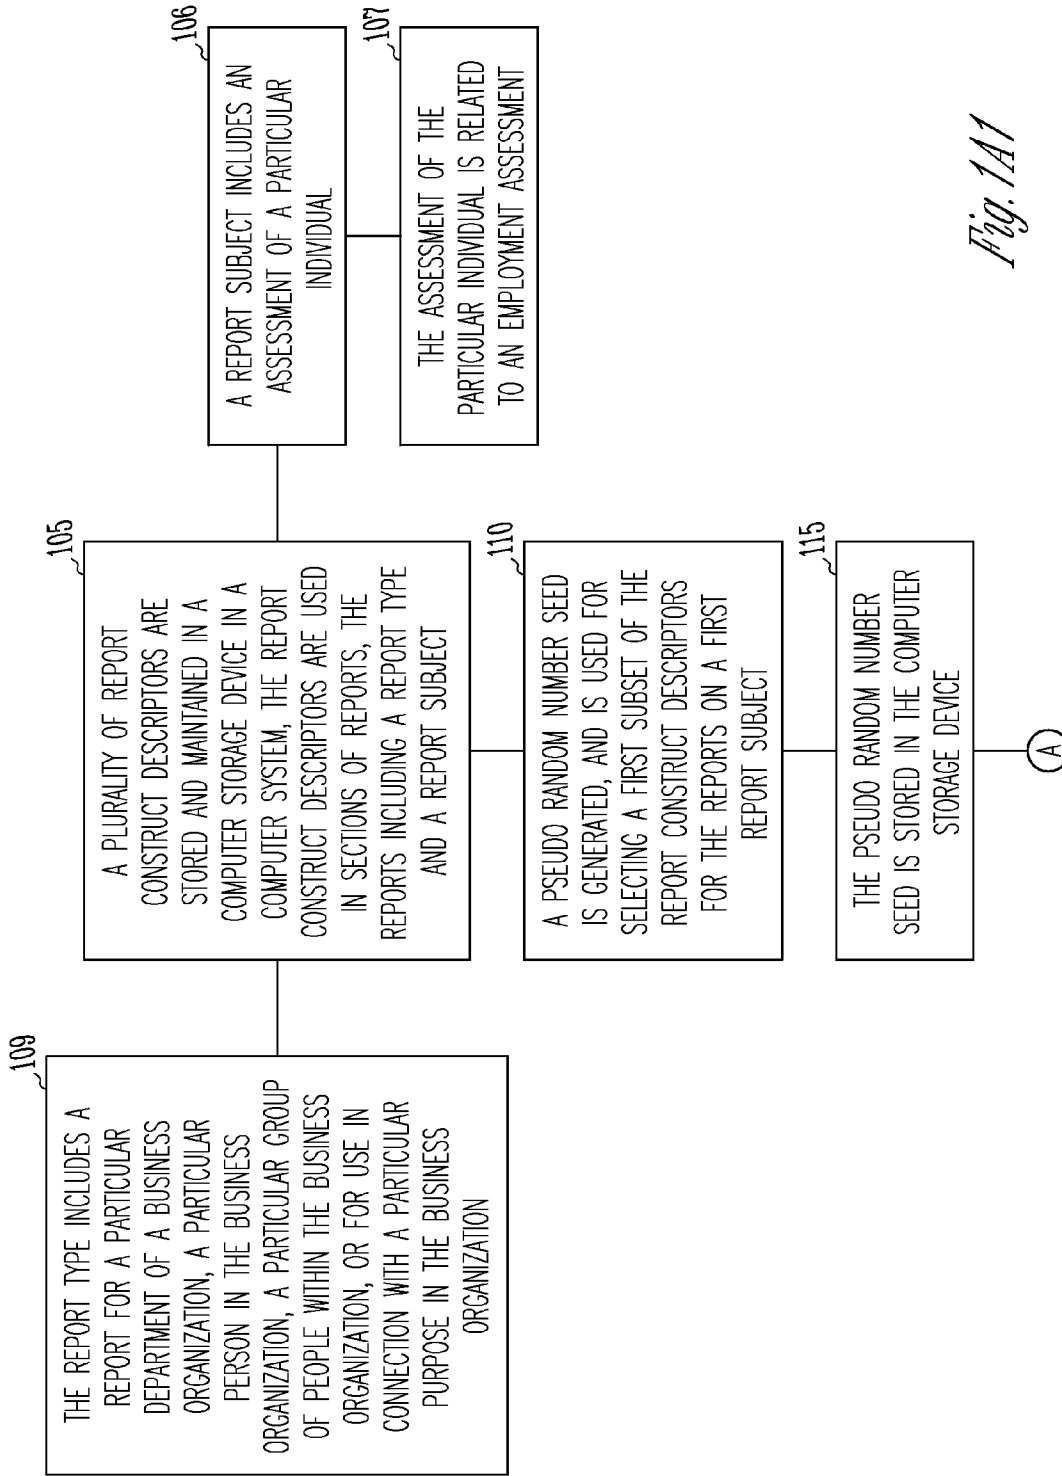 109
THE REPORT TYPE INCLUDES A
REPORT FOR A PARTICULAR
DEPARTMENT OF A BUSINESS
ORGANIZATION, A PARTICULAR
PERSON IN THE BUSINESS
ORGANIZATION, A PARTICULAR GROUP
OF PEOPLE WITHIN THE BUSINESS
ORGANIZATION, OR FOR USE IN
CONNECTION WITH A PARTICULAR
PURPOSE IN THE BUSINESS
ORGANIZATION
105
A PLURALITY OF REPORT
CONSTRUCT DESCRIPTORS ARE
STORED AND MAINTAINED IN A
COMPUTER STORAGE DEVICE IN A
COMPUTER SYSTEM, THE REPORT
CONSTRUCT DESCRIPTORS ARE USED
IN SECTIONS OF REPORTS, THE
REPORTS INCLUDING A REPORT TYPE
AND A REPORT SUBJECT
106
A REPORT SUBJECT INCLUDES AN
ASSESSMENT OF A PARTICULAR
INDIVIDUAL
107
THE ASSESSMENT OF THE
PARTICULAR INDIVIDUAL IS RELATED
TO AN EMPLOYMENT ASSESSMENT
110
A PSEUDO RANDOM NUMBER SEED
IS GENERATED, AND IS USED FOR
SELECTING A FIRST SUBSET OF THE
REPORT CONSTRUCT DESCRIPTORS
FOR THE REPORTS ON A FIRST
REPORT SUBJECT
115
THE PSEUDO RANDOM NUMBER
SEED IS STORED IN THE COMPUTER
STORAGE DEVICE
A
Fig. 1A1